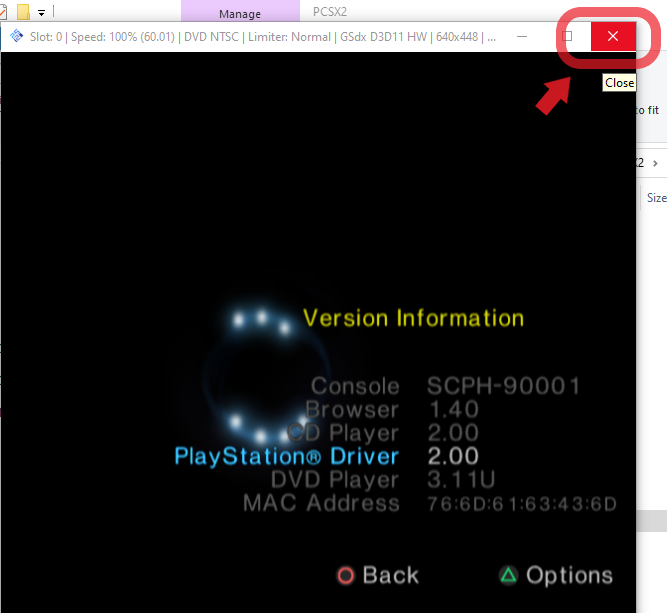 Manage
PCSX2
Slot: 0 | Speed: 100% (60.01) | DVD NTSC | Limiter: Normal | GSdx D3D11 HW | 640x448 | ...
Close
to fit
Size
Version Information
Console SCPH-90001
Browser 1.40
CD Player 2.00
PlayStation® Driver 2.00
DVD Player 3.11U
MAC Address 76:6D:61:63:43:6D
Back
Options